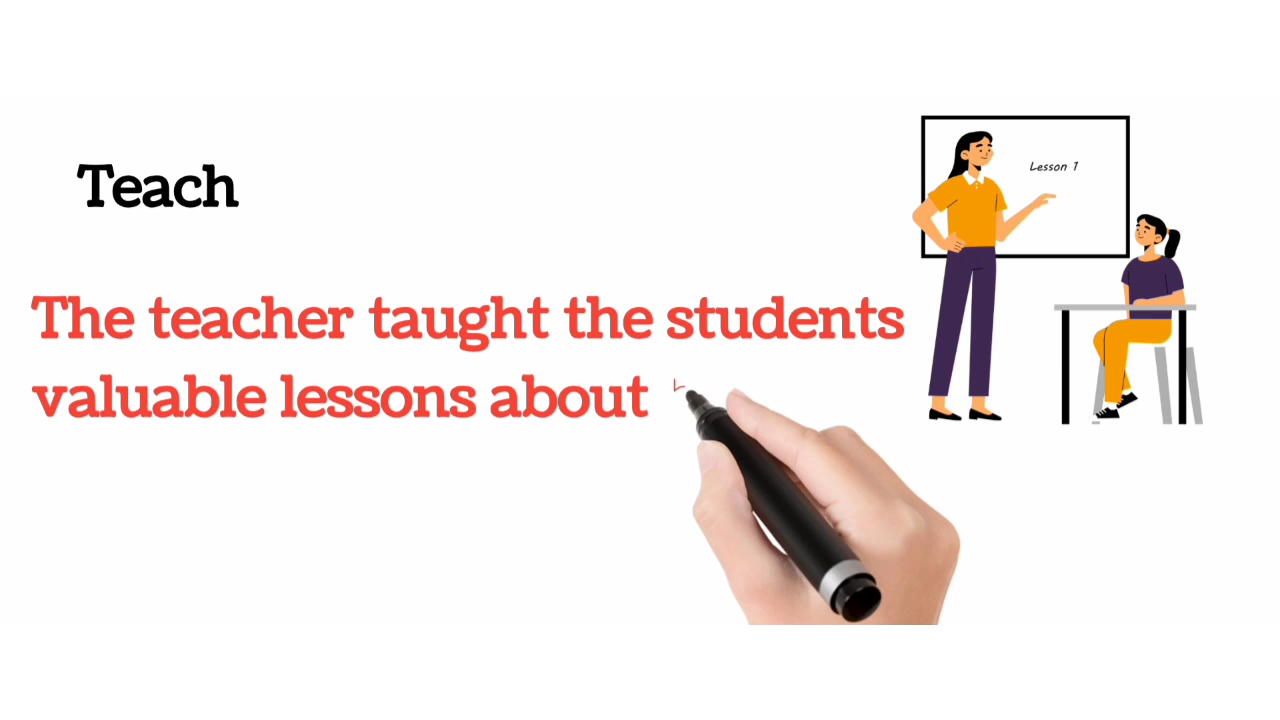 Teach
Lesson 1
The teacher taught the students
valuable lessons about